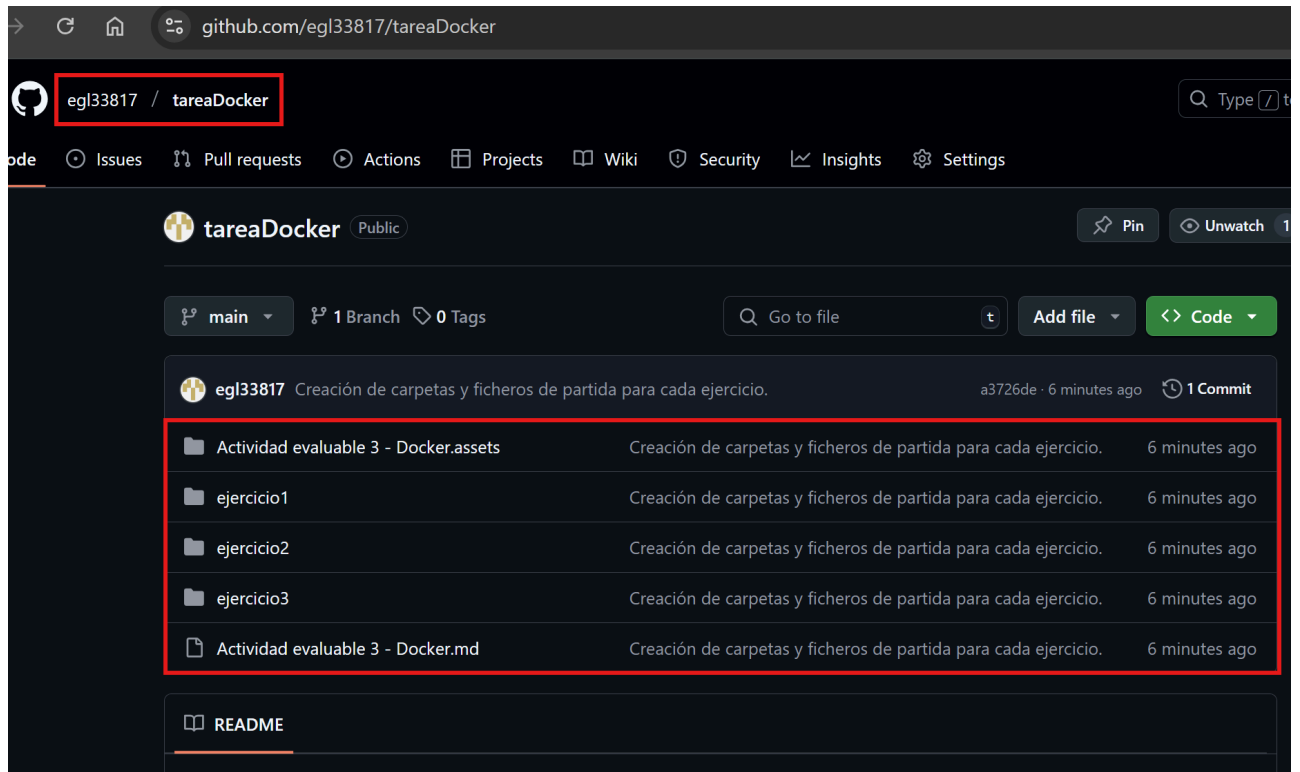 github.com/egl33817/tareaDocker
egl33817 / tareaDocker
Type / to
ode Issues Pull requests Actions Projects Wiki Security Insights Settings
tareaDocker Public Pin Unwatch 1
main 1 Branch 0 Tags Go to file t Add file Code
egl33817 Creación de carpetas y ficheros de partida para cada ejercicio. a3726de · 6 minutes ago 1 Commit
Actividad evaluable 3 - Docker.assets Creación de carpetas y ficheros de partida para cada ejercicio. 6 minutes ago
ejercicio1 Creación de carpetas y ficheros de partida para cada ejercicio. 6 minutes ago
ejercicio2 Creación de carpetas y ficheros de partida para cada ejercicio. 6 minutes ago
ejercicio3 Creación de carpetas y ficheros de partida para cada ejercicio. 6 minutes ago
Actividad evaluable 3 - Docker.md Creación de carpetas y ficheros de partida para cada ejercicio. 6 minutes ago
README